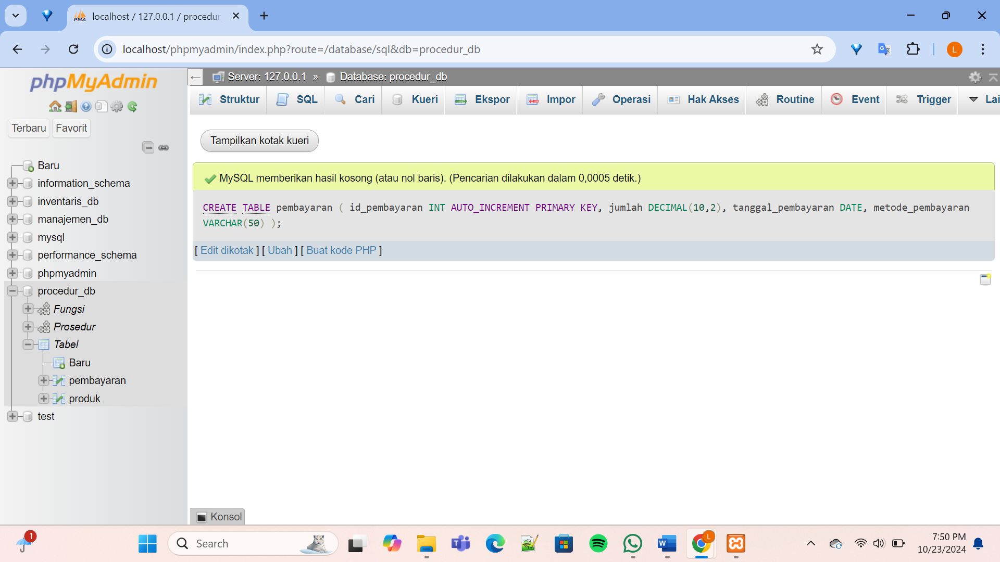 localhost / 127.0.0.1 / procedur_
localhost/phpmyadmin/index.php?route=/database/sql&db=procedur_db
L
phpMyAdmin
Server: 127.0.0.1 » Database: procedur_db
Struktur SQL Cari Kueri Ekspor Impor Operasi Hak Akses Routine Event Trigger Lai
Terbaru Favorit
Tampilkan kotak kueri
MySQL memberikan hasil kosong (atau nol baris). (Pencarian dilakukan dalam 0,0005 detik.)
CREATE TABLE pembayaran ( id_pembayaran INT AUTO_INCREMENT PRIMARY KEY, jumlah DECIMAL(10,2), tanggal_pembayaran DATE, metode_pembayaran
VARCHAR(50) );
[ Edit dikotak ] [ Ubah ] [ Buat kode PHP ]
Baru
information_schema
inventaris_db
manajemen_db
mysql
performance_schema
phpmyadmin
procedur_db
Fungsi
Prosedur
Tabel
Baru
pembayaran
produk
test
Konsol
1
Search
L
7:50 PM
10/23/2024